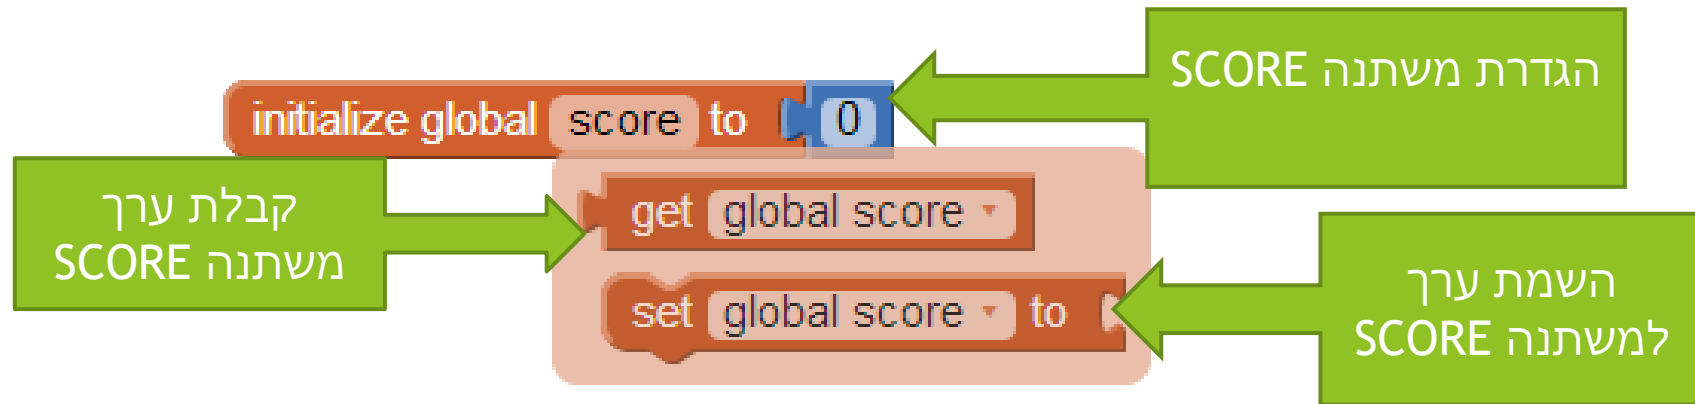 הגדרת משתנה SCORE
initialize global score to 0
קבלת ערך
משתנה SCORE
get global score
set global score to
השמת ערך
למשתנה SCORE